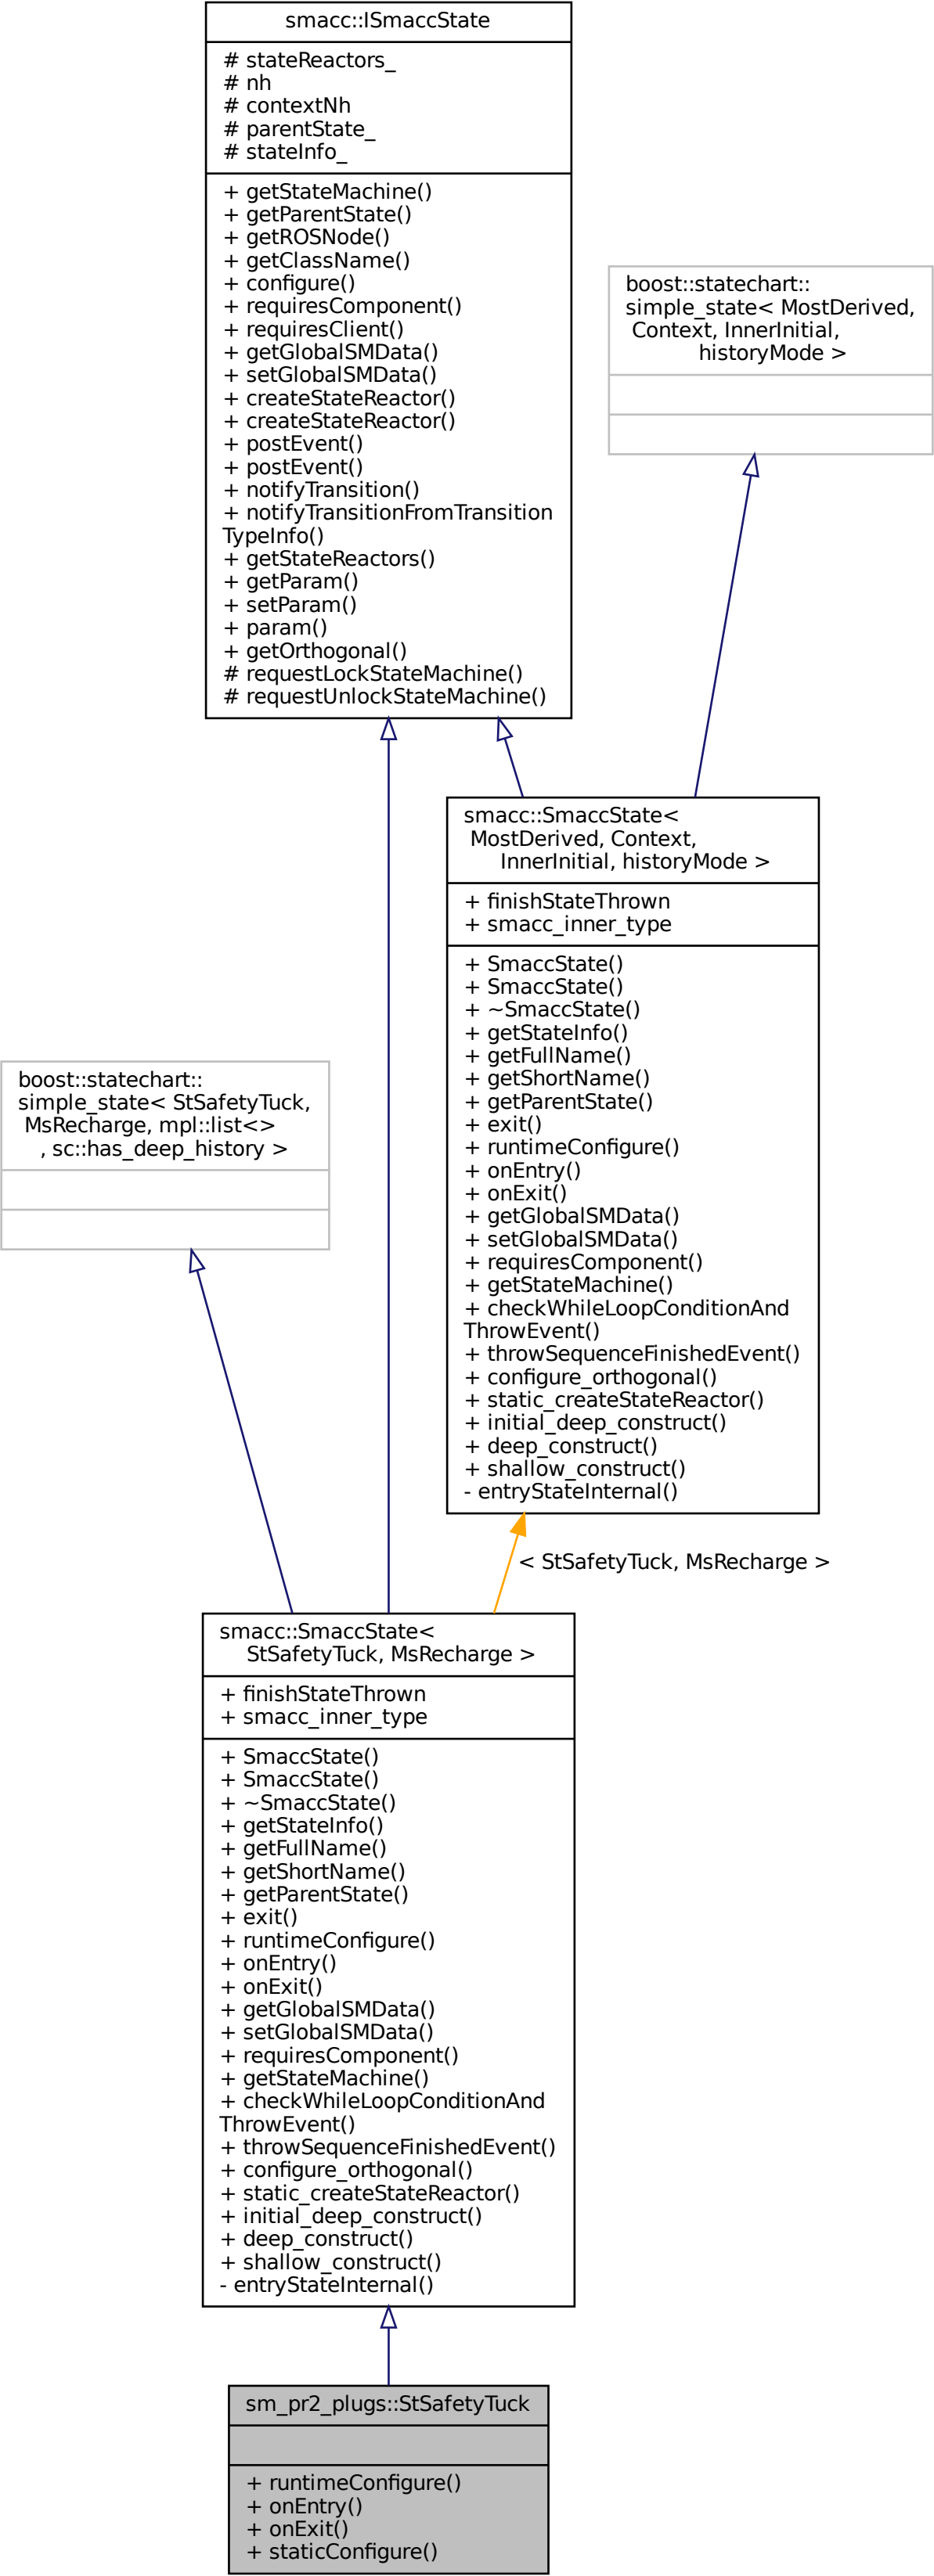 smacc::ISmaccState
# stateReactors_
# nh
# contextNh
# parentState_
# stateInfo_
+ getStateMachine()
+ getParentState()
+ getROSNode()
+ getClassName()
+ configure()
+ requiresComponent()
+ requiresClient()
+ getGlobalSMData()
+ setGlobalSMData()
+ createStateReactor()
+ createStateReactor()
+ postEvent()
+ postEvent()
+ notifyTransition()
+ notifyTransitionFromTransition
TypeInfo()
+ getStateReactors()
+ getParam()
+ setParam()
+ param()
+ getOrthogonal()
# requestLockStateMachine()
# requestUnlockStateMachine()
boost::statechart::
simple_state< MostDerived,
Context, InnerInitial,
historyMode >
smacc::SmaccState<
MostDerived, Context,
InnerInitial, historyMode >
+ finishStateThrown
+ smacc_inner_type
+ SmaccState()
+ SmaccState()
+ ~SmaccState()
+ getStateInfo()
+ getFullName()
+ getShortName()
+ getParentState()
+ exit()
+ runtimeConfigure()
+ onEntry()
+ onExit()
+ getGlobalSMData()
+ setGlobalSMData()
+ requiresComponent()
+ getStateMachine()
+ checkWhileLoopConditionAnd
ThrowEvent()
+ throwSequenceFinishedEvent()
+ configure_orthogonal()
+ static_createStateReactor()
+ initial_deep_construct()
+ deep_construct()
+ shallow_construct()
- entryStateInternal()
boost::statechart::
simple_state< StSafetyTuck,
MsRecharge, mpl::list<>
, sc::has_deep_history >
< StSafetyTuck, MsRecharge >
smacc::SmaccState<
StSafetyTuck, MsRecharge >
+ finishStateThrown
+ smacc_inner_type
+ SmaccState()
+ SmaccState()
+ ~SmaccState()
+ getStateInfo()
+ getFullName()
+ getShortName()
+ getParentState()
+ exit()
+ runtimeConfigure()
+ onEntry()
+ onExit()
+ getGlobalSMData()
+ setGlobalSMData()
+ requiresComponent()
+ getStateMachine()
+ checkWhileLoopConditionAnd
ThrowEvent()
+ throwSequenceFinishedEvent()
+ configure_orthogonal()
+ static_createStateReactor()
+ initial_deep_construct()
+ deep_construct()
+ shallow_construct()
- entryStateInternal()
sm_pr2_plugs::StSafetyTuck
+ runtimeConfigure()
+ onEntry()
+ onExit()
+ staticConfigure()